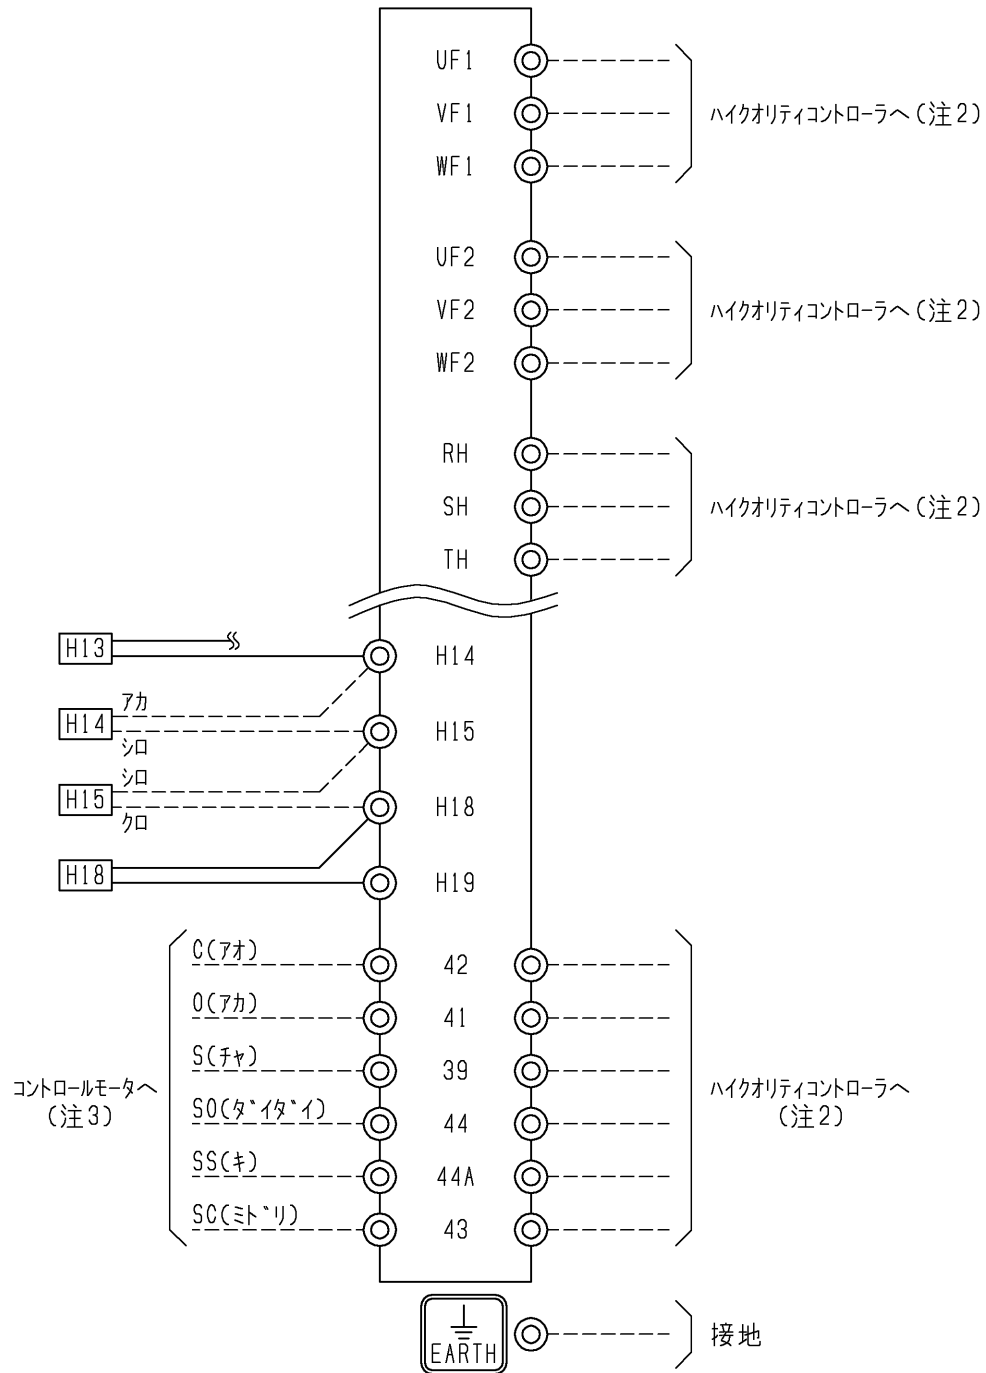 UF1
VF1
WF1
ハイクオリティコントローラへ(注2)
UF2
VF2
WF2
ハイクオリティコントローラへ(注2)
RH
SH
TH
ハイクオリティコントローラへ(注2)
H13
H14
アカ
H14
シロ
H15
シロ
H15
クロ
H18
H18
H19
C(アオ)
42
O(アカ)
41
S(チャ)
39
コントロールモータへ
(注3)
ハイクオリティコントローラへ
(注2)
SO(ダイダイ)
44
SS(キ)
44A
SC(ミドリ)
43
EARTH
接地